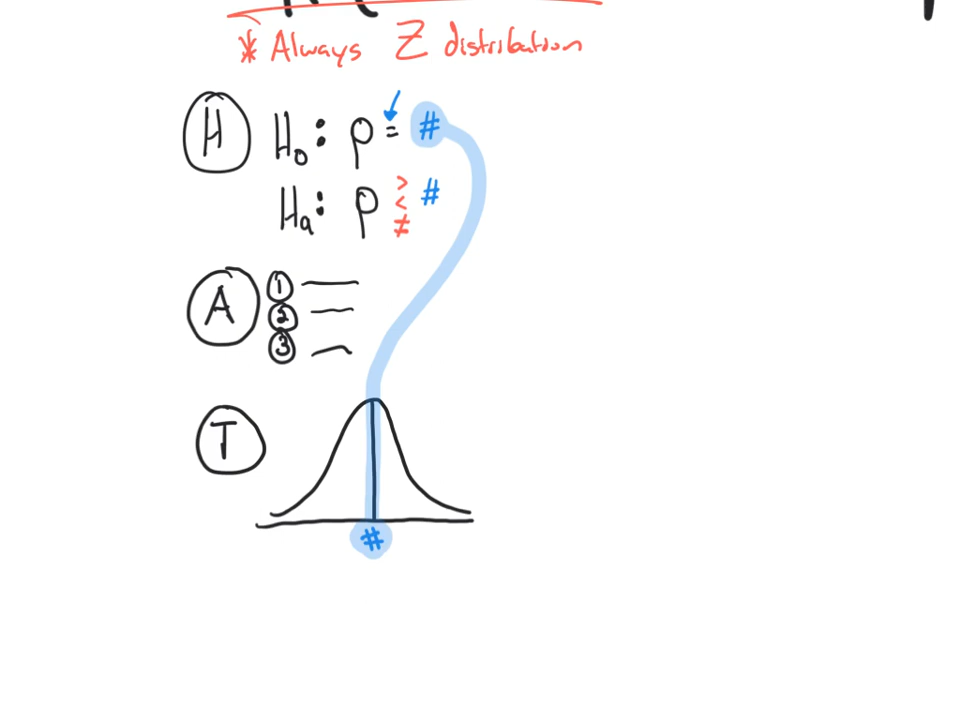 * Always Z distribution
H H₀: p = #
Hₐ: p > < ≠ #
A ①
②
③
T
#